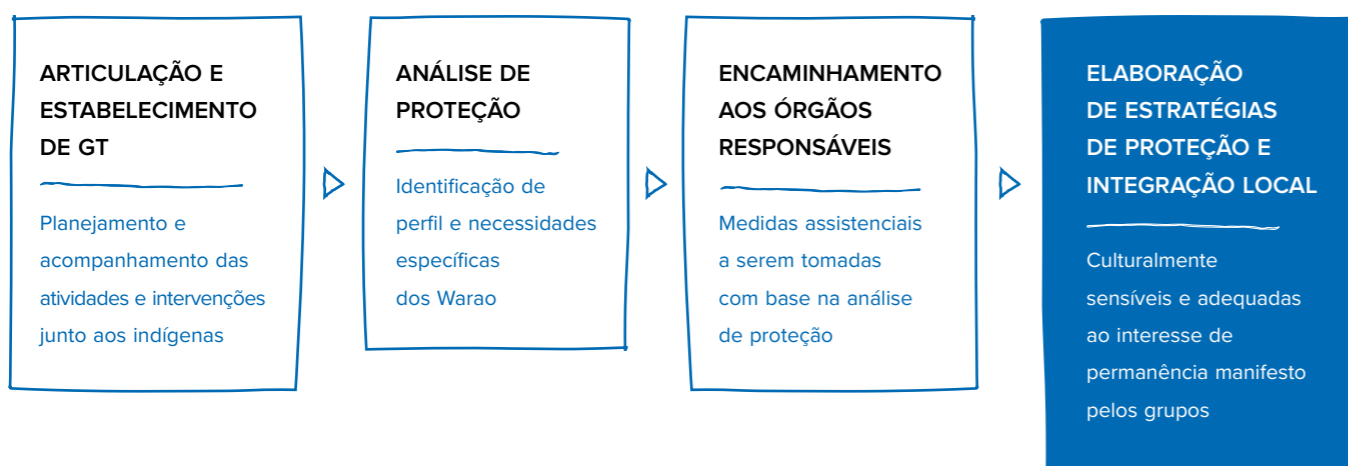 ARTICULAÇÃO E
ESTABELECIMENTO
DE GT
Planejamento e
acompanhamento das
atividades e intervenções
junto aos indígenas
ANÁLISE DE
PROTEÇÃO
Identificação de
perfil e necessidades
específicas
dos Warao
ENCAMINHAMENTO
AOS ÓRGÃOS
RESPONSÁVEIS
Medidas assistenciais
a serem tomadas
com base na análise
de proteção
ELABORAÇÃO
DE ESTRATÉGIAS
DE PROTEÇÃO E
INTEGRAÇÃO LOCAL
Culturalmente
sensíveis e adequadas
ao interesse de
permanência manifesto
pelos grupos